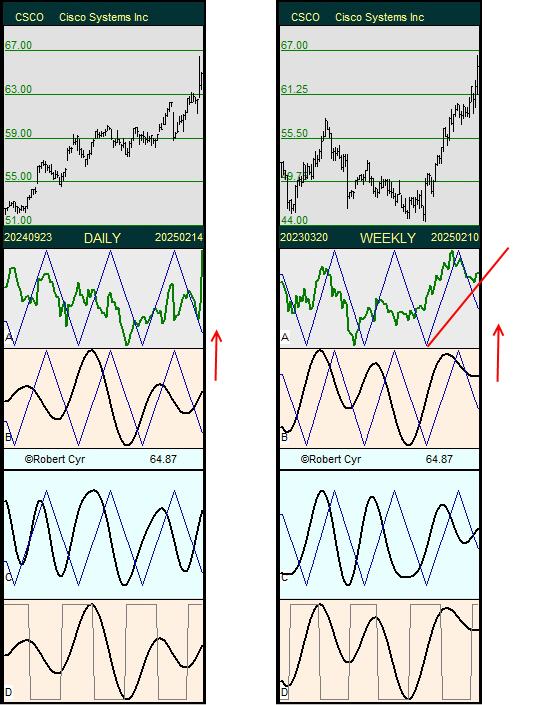 CSCO Cisco Systems Inc
67.00
63.00
59.00
55.00
51.00
20240923 DAILY 20250214
A
B
©Robert Cyr 64.87
C
D
CSCO Cisco Systems Inc
67.00
61.25
55.50
44.00
20230320 WEEKLY 20250210
A
B
©Robert Cyr 64.87
C
D